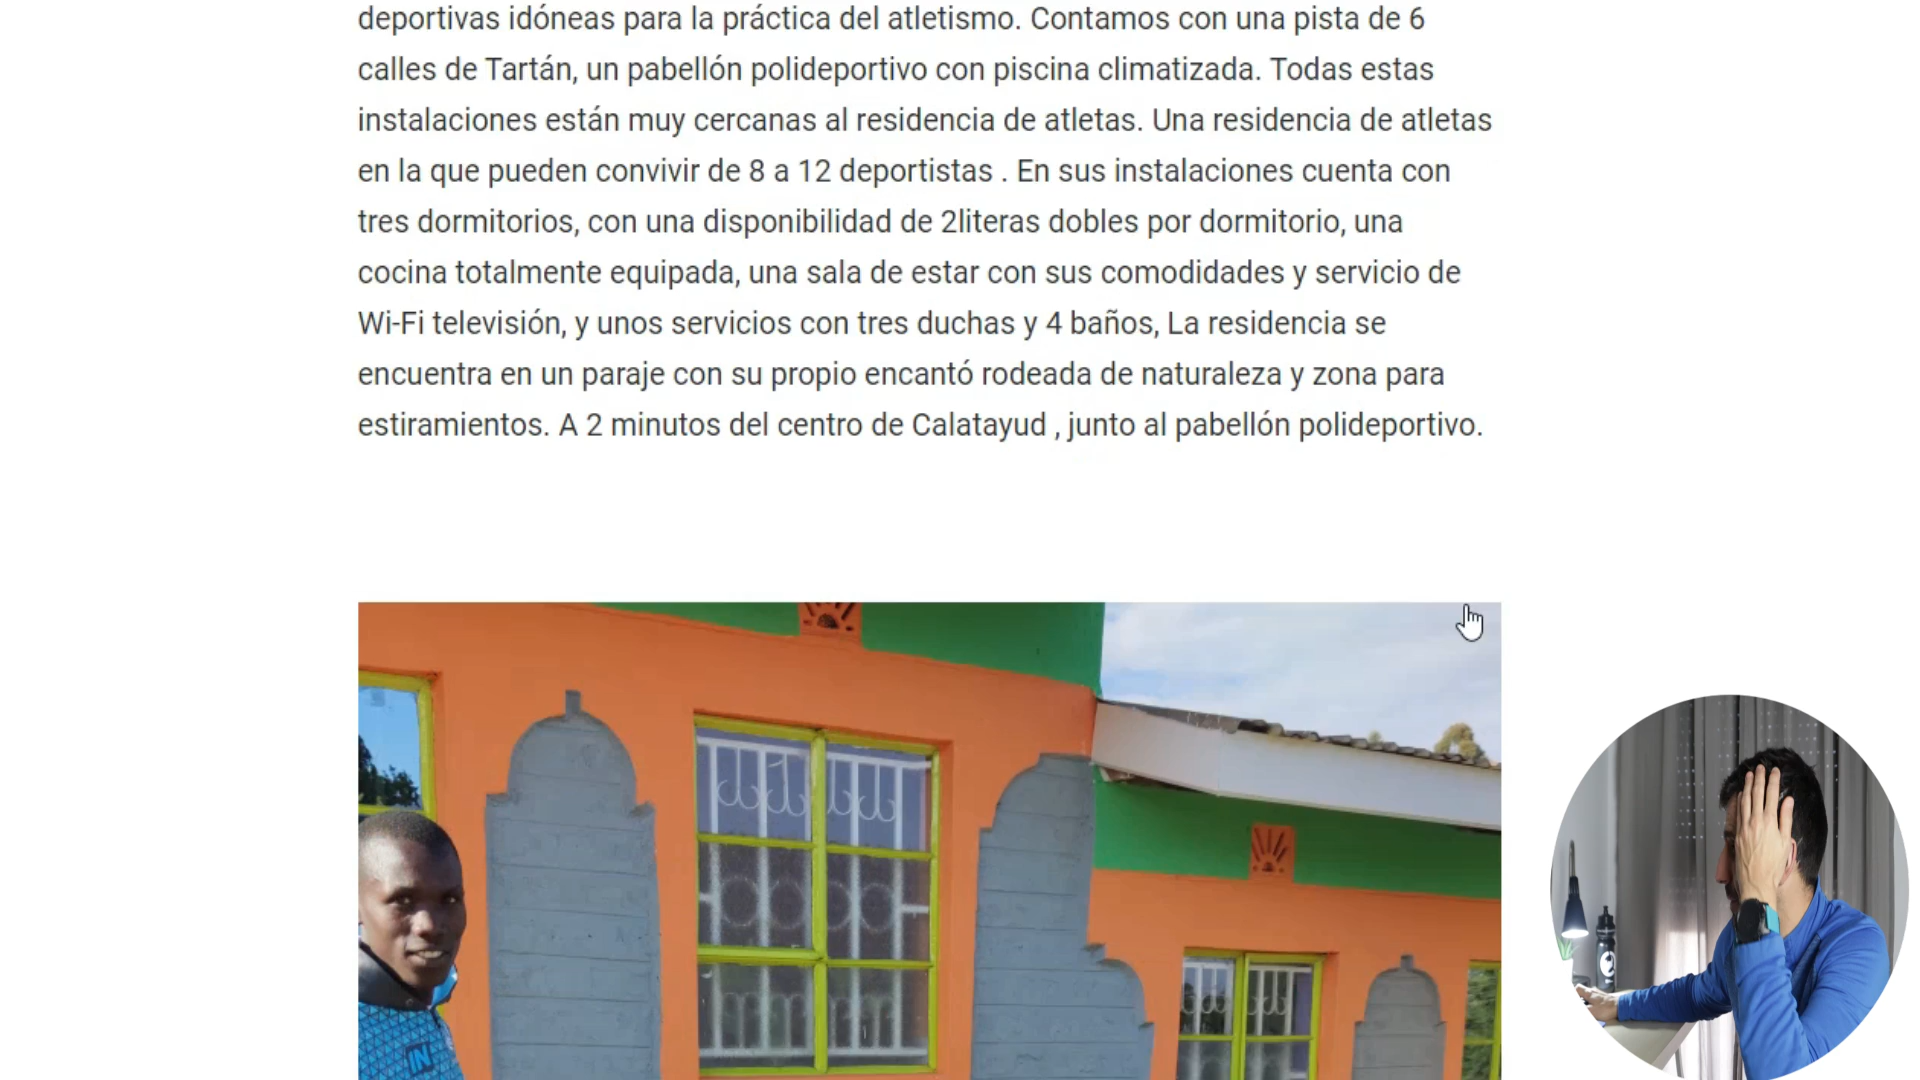 deportivas idóneas para la práctica del atletismo. Contamos con una pista de 6
calles de Tartán, un pabellón polideportivo con piscina climatizada. Todas estas
instalaciones están muy cercanas al residencia de atletas. Una residencia de atletas
en la que pueden convivir de 8 a 12 deportistas . En sus instalaciones cuenta con
tres dormitorios, con una disponibilidad de 2literas dobles por dormitorio, una
cocina totalmente equipada, una sala de estar con sus comodidades y servicio de
Wi-Fi televisión, y unos servicios con tres duchas y 4 baños, La residencia se
encuentra en un paraje con su propio encantó rodeada de naturaleza y zona para
estiramientos. A 2 minutos del centro de Calatayud , junto al pabellón polideportivo.
IN